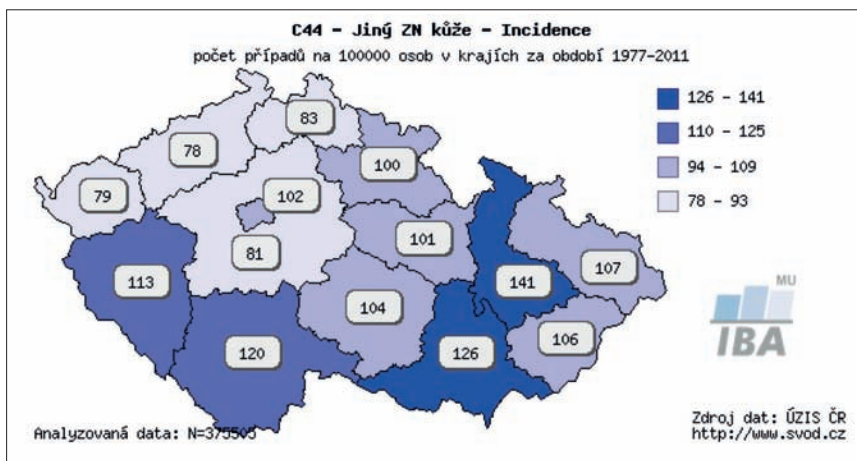 C44 - Jiný ZN kůže - Incidence
počet případů na 100000 osob v krajích za období 1977-2011
126 - 141
110 - 125
94 - 109
78 - 93
83
78
100
79
102
101
81
107
113
141
104
106
120
126
MU
IBA
Analyzovaná data: N=375505
Zdroj dat: ÚZIS ČR
http://www.svod.cz